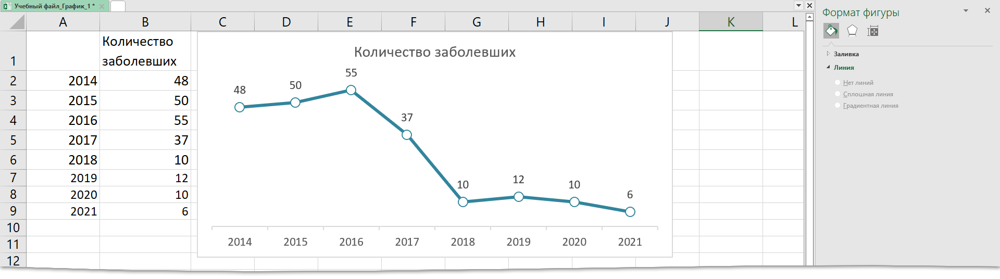 Учебный файл_График_1 *
Формат фигуры
A B C D E F G H I J K L
Заливка
Линия
Нет линий
Сплошная линия
Градиентная линия
1 Количество
заболевших
2 2014 48
3 2015 50
4 2016 55
5 2017 37
6 2018 10
7 2019 12
8 2020 10
9 2021 6
10
11
12
Количество заболевших
48 50 55 37 10 12 10 6
2014 2015 2016 2017 2018 2019 2020 2021